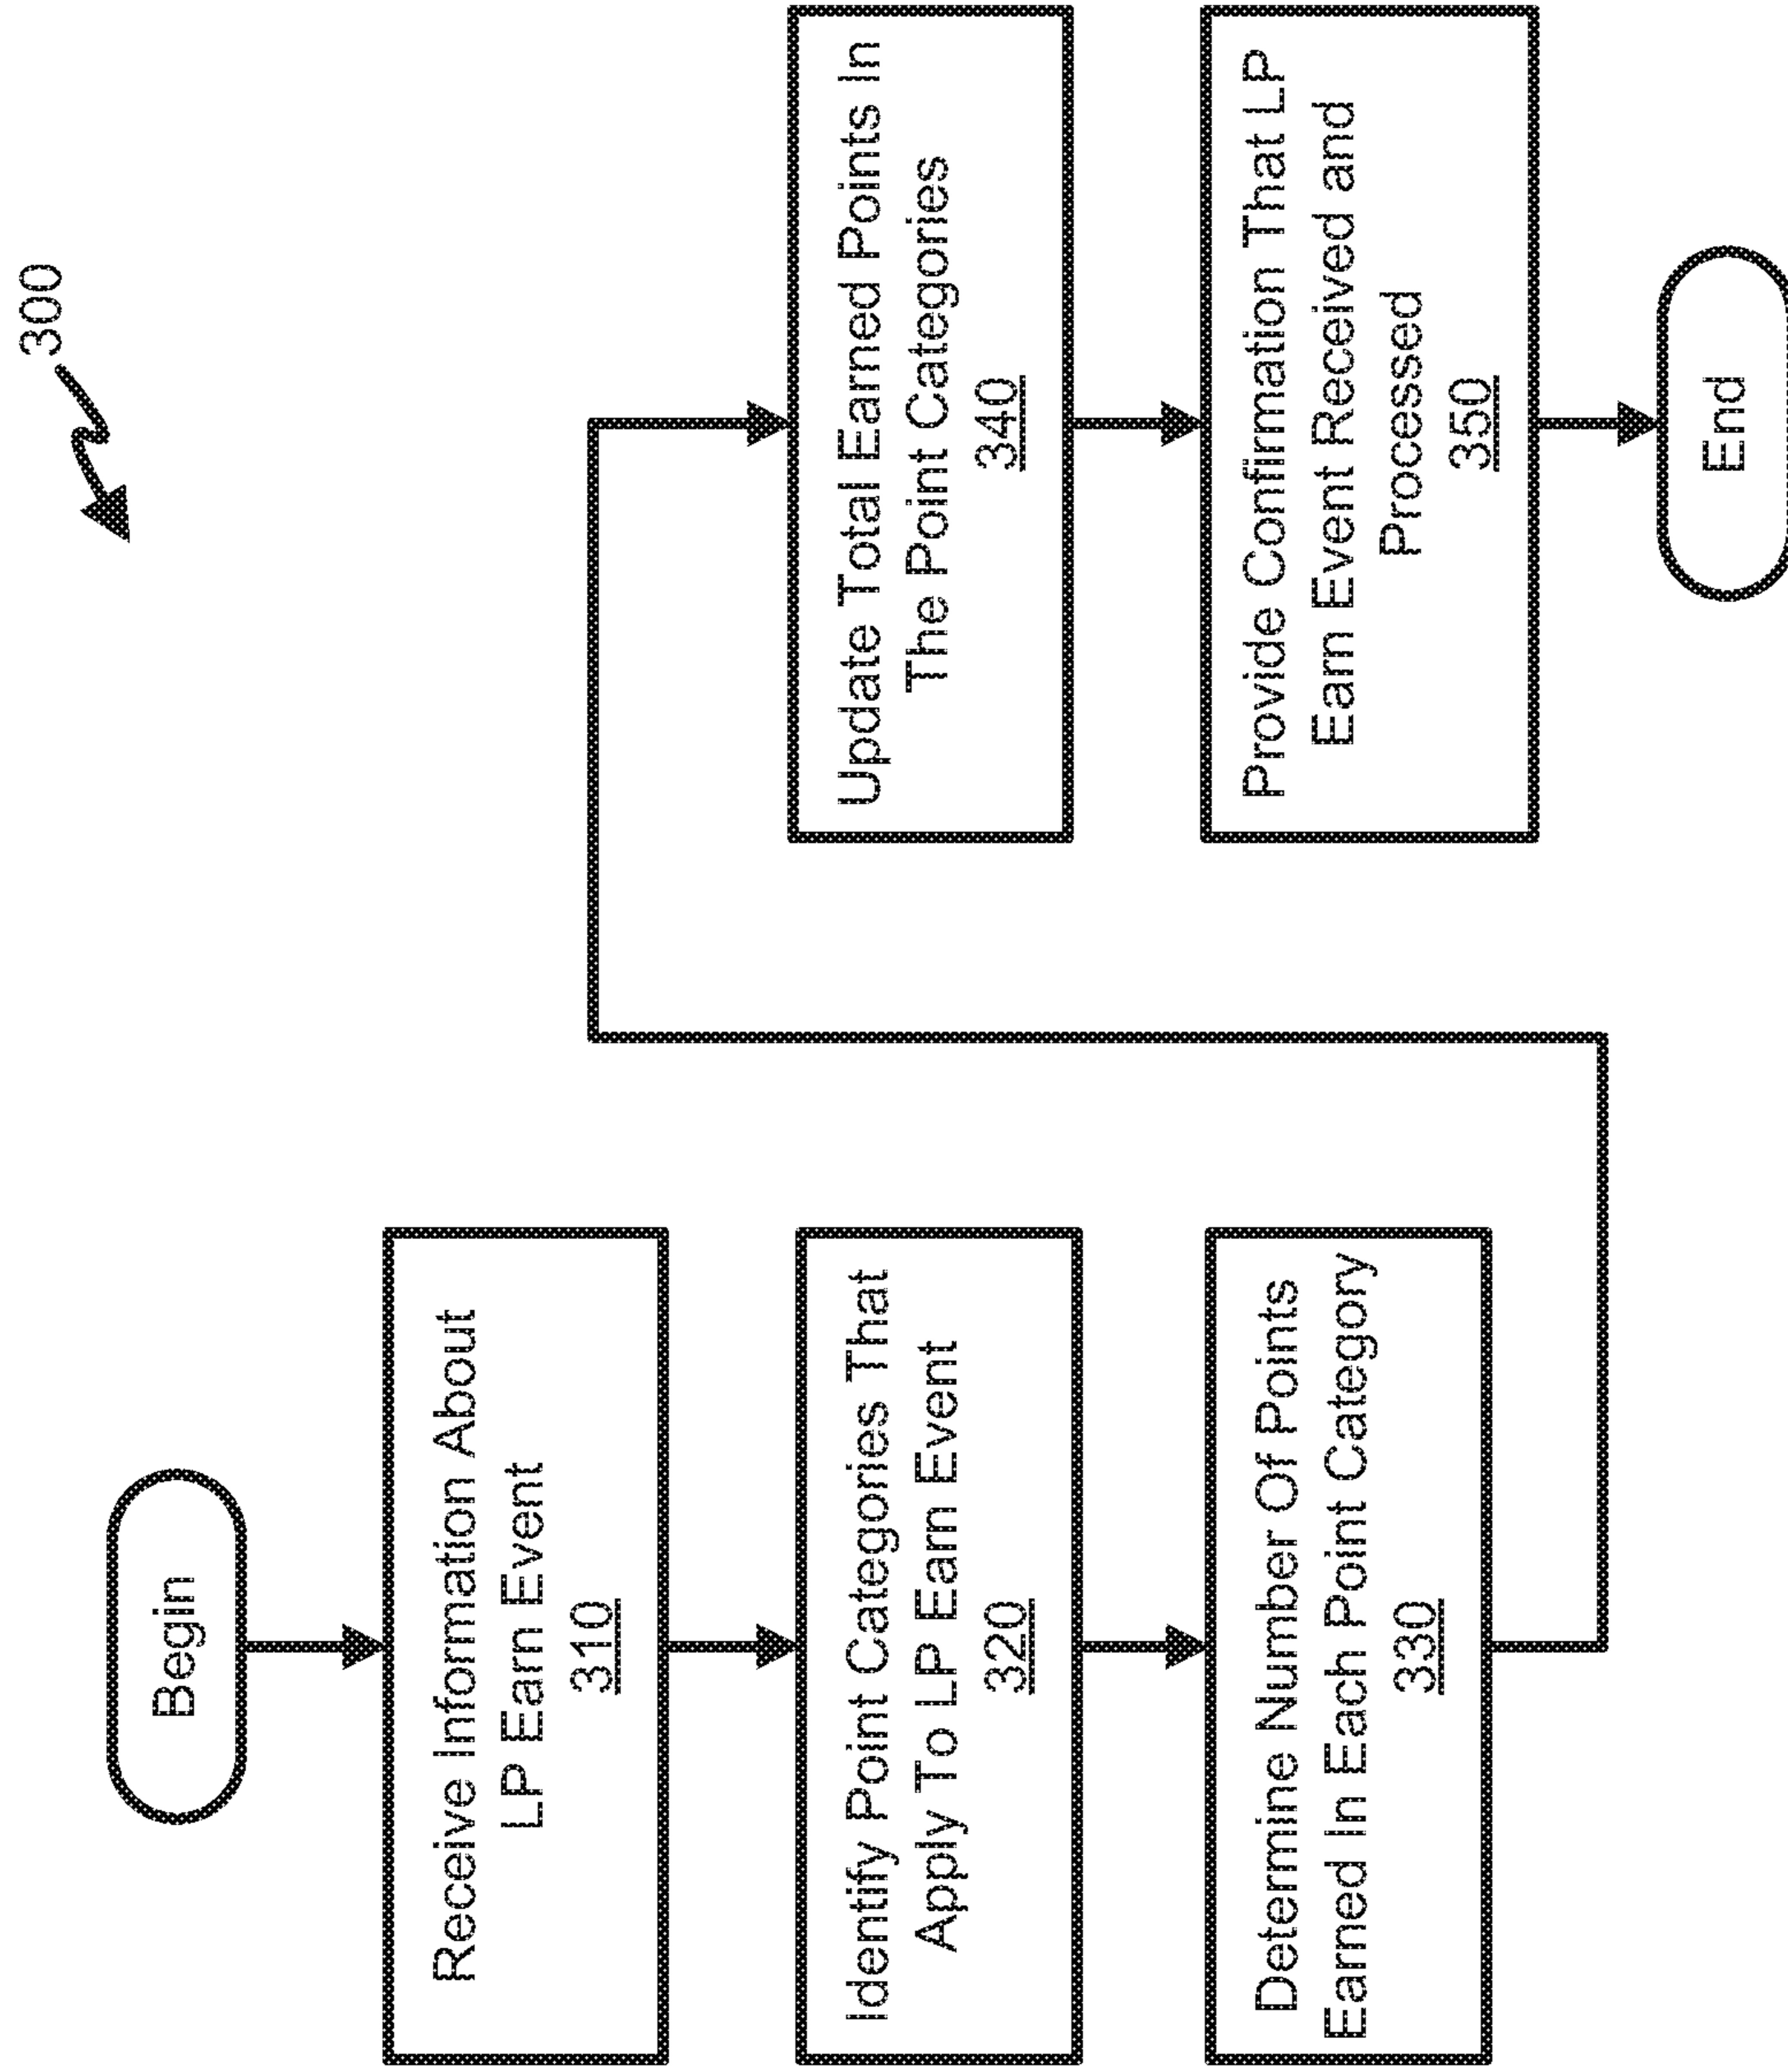 300
Begin
Receive Information About
LP Earn Event
310
Identify Point Categories That
Apply To LP Earn Event
320
Determine Number Of Points
Earned In Each Point Category
330
Update Total Earned Points In
The Point Categories
340
Provide Confirmation That LP
Earn Event Received and
Processed
350
End